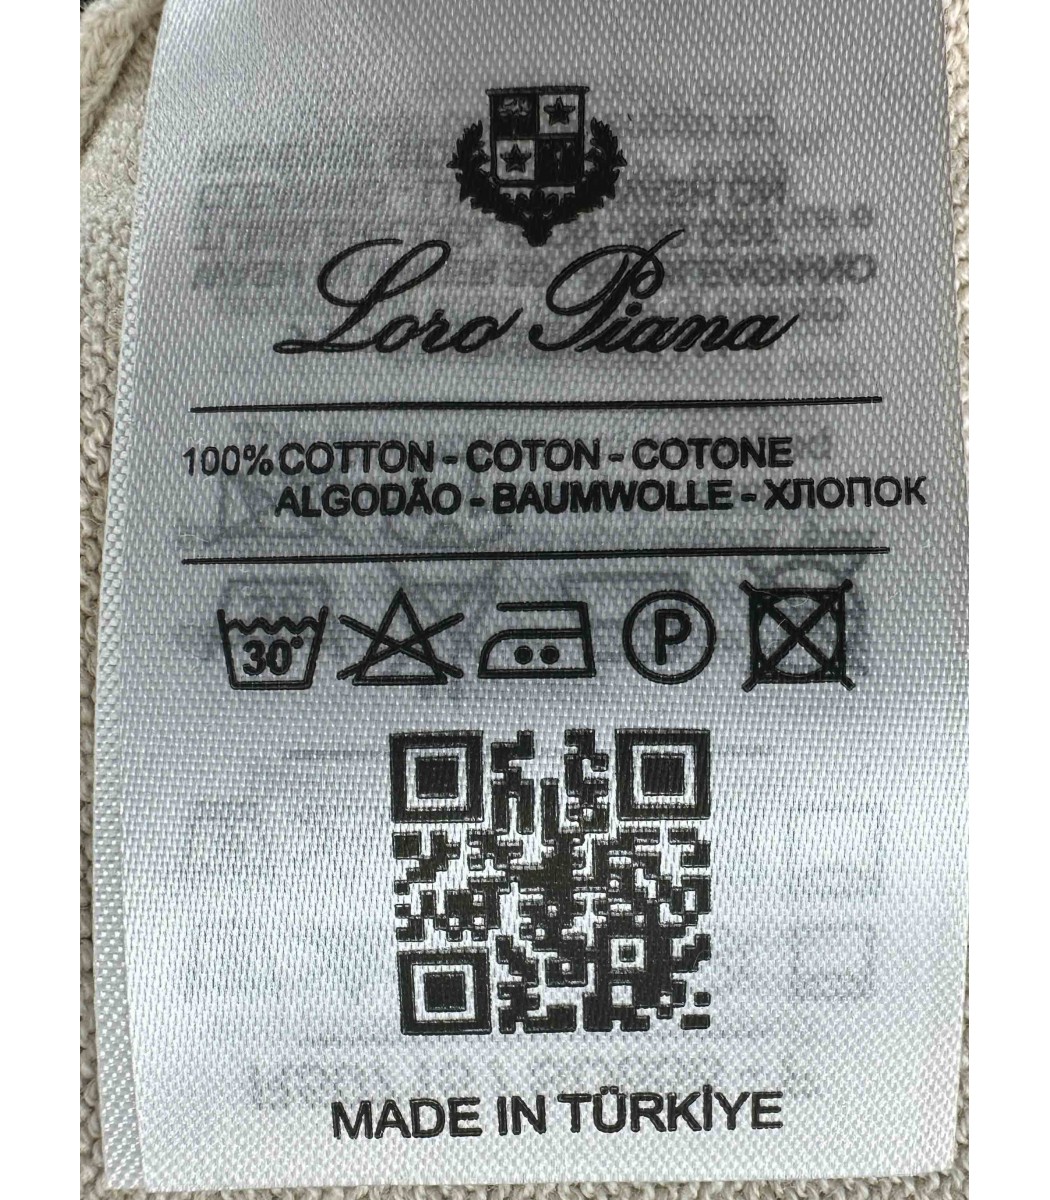 Loro Piana
100% COTTON - COTON - COTONE
ALGODÃO - BAUMWOLLE - ХЛОПОК
30°
P
MADE IN TÜRKİYE